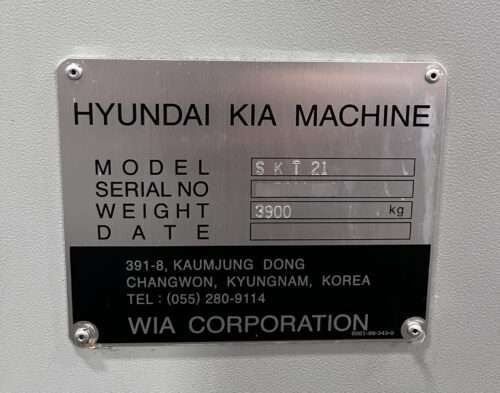 HYUNDAI KIA MACHINE
MODEL SKT 21
SERIAL NO
WEIGHT 3900 kg
DATE
391-8, KAUMJUNG DONG
CHANGWON, KYUNGNAM, KOREA
TEL : (055) 280-9114
WIA CORPORATION